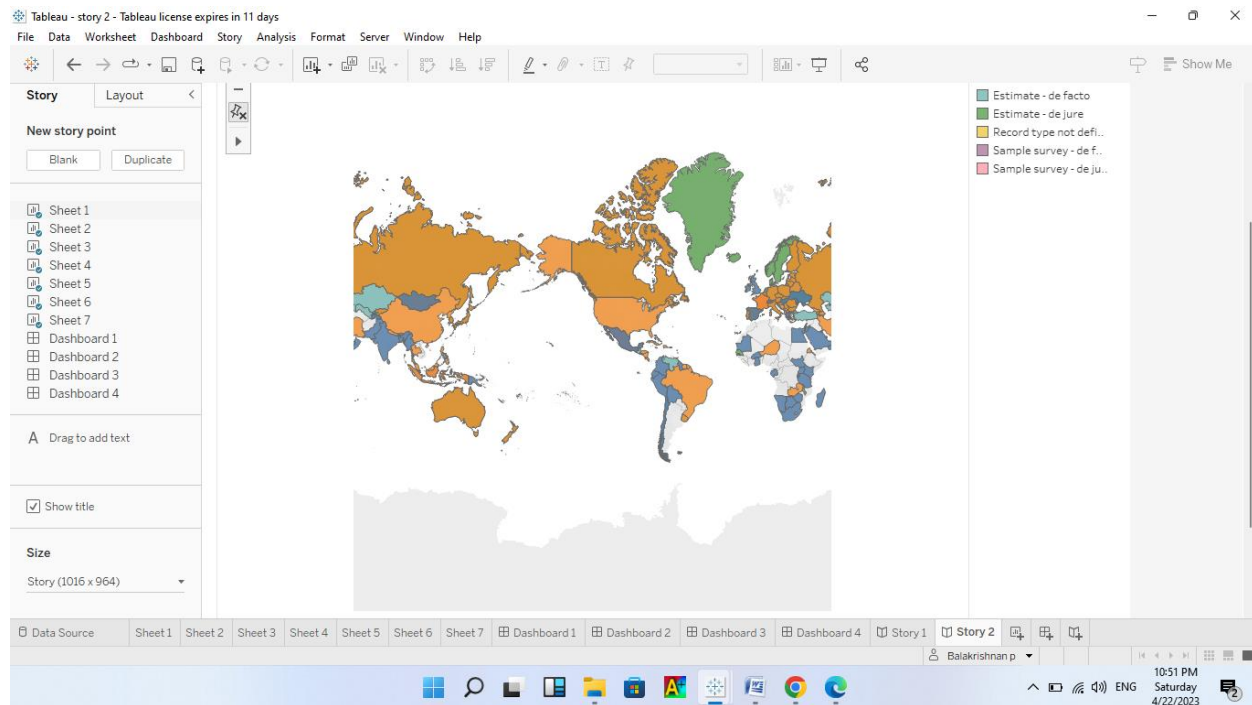 Tableau - story 2 - Tableau license expires in 11 days
File Data Worksheet Dashboard Story Analysis Format Server Window Help
Show Me
Story Layout
New story point
Blank Duplicate
Sheet 1
Sheet 2
Sheet 3
Sheet 4
Sheet 5
Sheet 6
Sheet 7
Dashboard 1
Dashboard 2
Dashboard 3
Dashboard 4
A Drag to add text
Show title
Size
Story (1016 x 964)
Estimate - de facto
Estimate - de jure
Record type not defi..
Sample survey - de f..
Sample survey - de ju..
Data Source Sheet 1 Sheet 2 Sheet 3 Sheet 4 Sheet 5 Sheet 6 Sheet 7 Dashboard 1 Dashboard 2 Dashboard 3 Dashboard 4 Story 1 Story 2
Balakrishnan p
ENG
10:51 PM
Saturday
4/22/2023
2